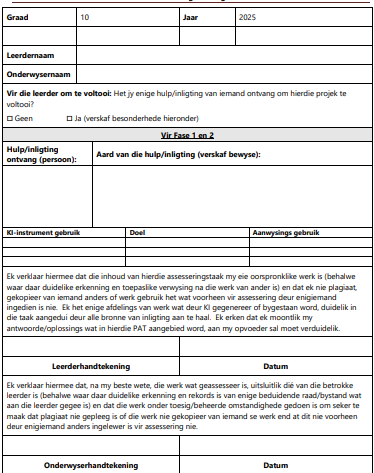 Graad 10 Jaar 2025
Leerdernaam
Onderwysernaam
Vir die leerder om te voltooi: Het jy enige hulp/inligting van iemand ontvang om hierdie projek te
voltooi?
☐ Geen ☐ Ja (verskaf besonderhede hieronder)
Vir Fase 1 en 2
Hulp/inligting
ontvang (persoon):
Aard van die hulp/inligting (verskaf bewyse):
KI-instrument gebruik Doel Aanwysings gebruik
Ek verklaar hiermee dat die inhoud van hierdie assesseringstaak my eie oorspronklike werk is (behalwe
waar daar duidelike erkenning en toepaslike verwysing na die werk van ander is) en dat ek nie plagiaat,
gekopieer van iemand anders of werk gebruik het wat voorheen vir assessering deur enigiemand
ingedien is nie. Ek het enige afdelings van werk wat deur KI gegenereer of bygestaan word, duidelik in
die taak aangedui deur alle bronne van inligting aan te haal. Ek erken dat ek moontlik my
antwoorde/oplossings wat in hierdie PAT aangebied word, aan my opvoeder sal moet verduidelik.
Leerderhandtekening Datum
Ek verklaar hiermee dat, na my beste wete, die werk wat geassesseer is, uitsluitlik dié van die betrokke
leerder is (behalwe waar daar duidelike erkenning en rekords is van enige beduidende raad/bystand wat
aan die leerder gegee is) en dat die werk onder toesig/beheerde omstandighede gedoen is om seker te
maak dat plagiaat nie gepleeg is of die werk nie gekopieer van iemand se werk end at dit nie voorheen
deur enigiemand anders ingelewer is vir assessering nie.
Onderwyserhandtekening Datum